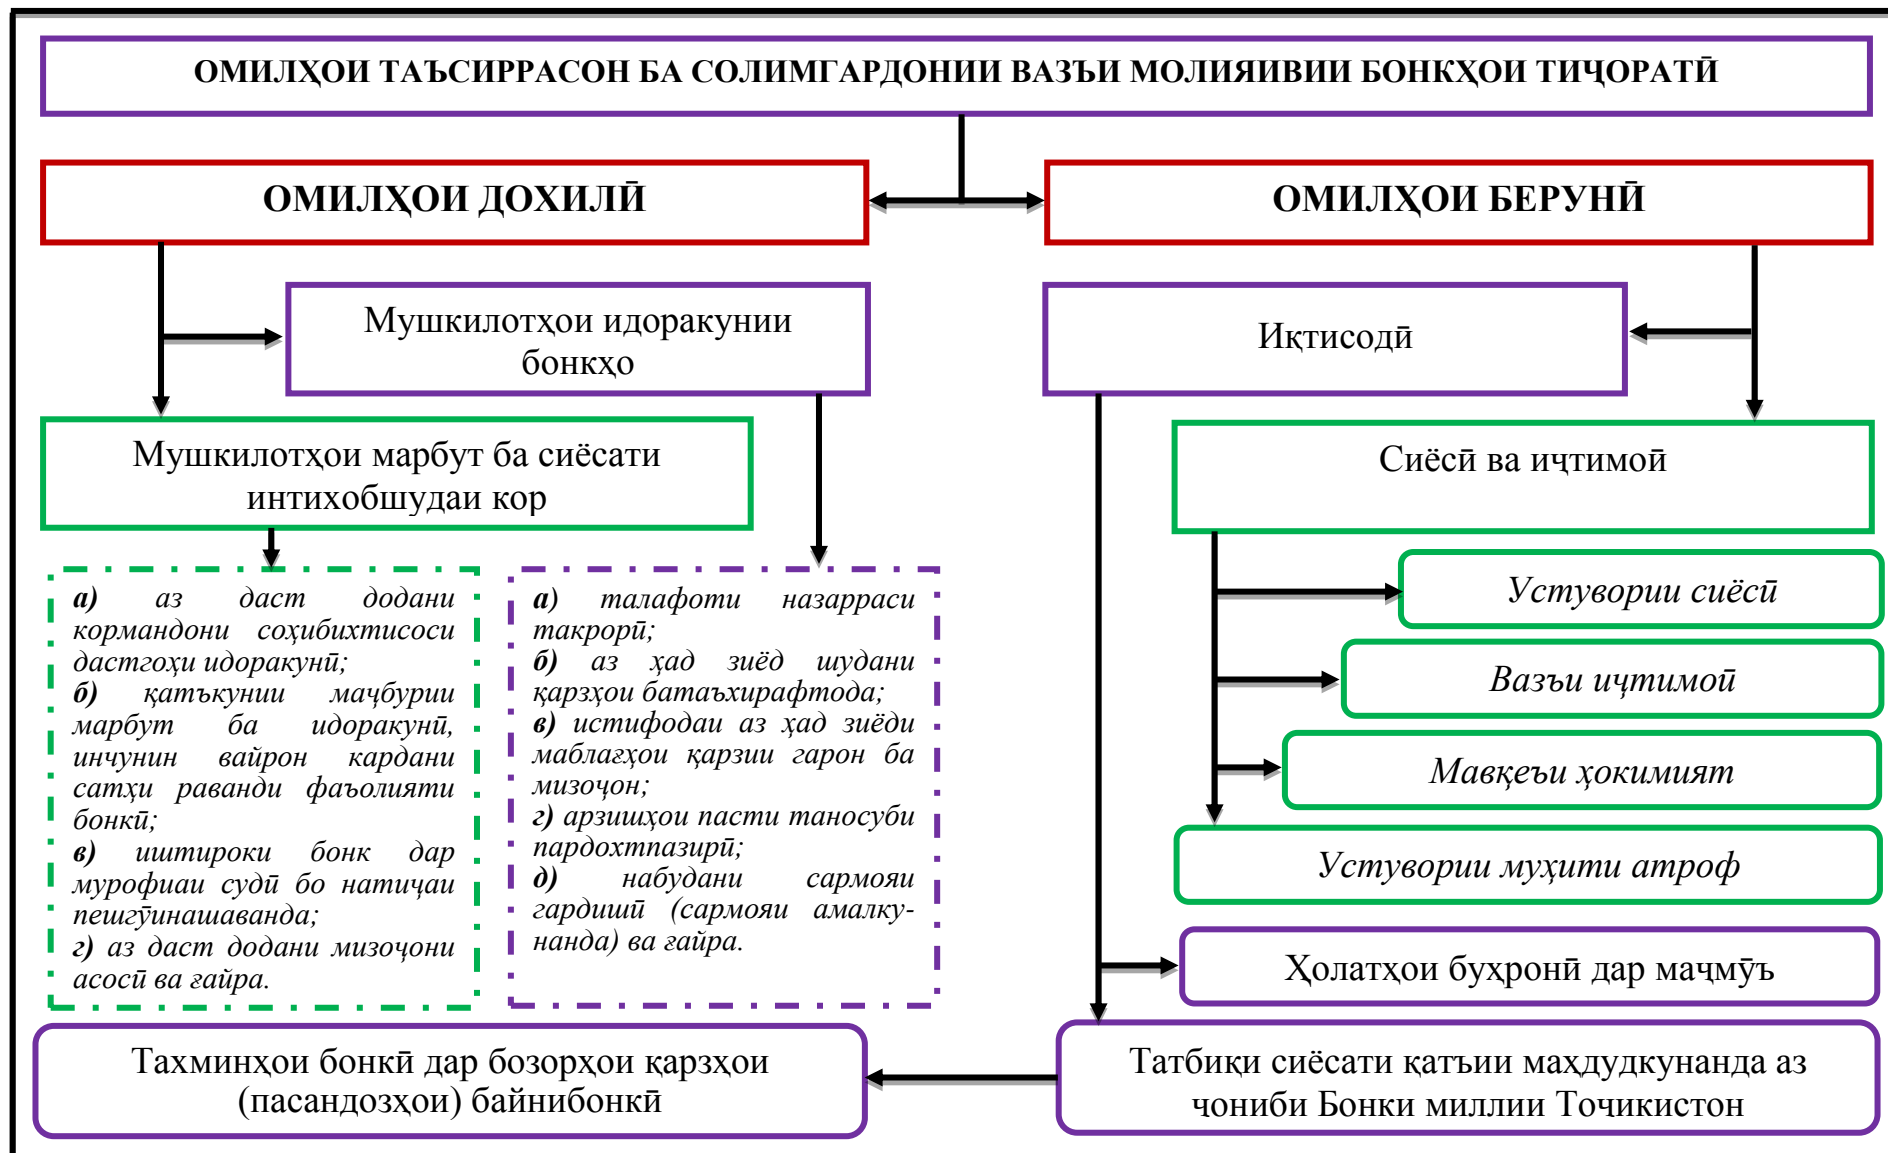 ОМИЛҲОИ ТАЪСИРРАСОН БА СОЛИМГАРДОНИИ ВАЗЪИ МОЛИЯИВИИ БОНКҲОИ ТИҶОРАТӢ
ОМИЛҲОИ ДОХИЛӢ
ОМИЛҲОИ БЕРУНӢ
Мушкилотҳои идоракунии
бонкҳо
Иқтисодӣ
Мушкилотҳои марбут ба сиёсати
интихобшудаи кор
Сиёсӣ ва иҷтимоӣ
а) аз даст додани
кормандони соҳибихтисоси
дастгоҳи идоракунӣ;
б) қатъкунии маҷбурии
марбут ба идоракунӣ,
инчунин вайрон кардани
сатҳи раванди фаъолияти
бонкӣ;
в) иштироки бонк дар
мурофиаи судӣ бо натиҷаи
пешгӯинашаванда;
г) аз даст додани мизоҷони
асосӣ ва ғайра.
а) талафоти назарраси
такрорӣ;
б) аз ҳад зиёд шудани
қарзҳои батаъхирафтода;
в) истифодаи аз ҳад зиёди
маблағҳои қарзии гарон ба
мизоҷон;
г) арзишҳои пасти таносуби
пардохтпазирӣ;
д) набудани сармояи
гардишӣ (сармояи амалку-
нанда) ва ғайра.
Устувории сиёсӣ
Вазъи иҷтимоӣ
Мавқеъи ҳокимият
Устувории муҳити атроф
Ҳолатҳои буҳронӣ дар маҷмӯъ
Тахминҳои бонкӣ дар бозорҳои қарзҳои
(пасандозҳои) байнибонкӣ
Татбиқи сиёсати қатъии маҳдудкунанда аз
ҷониби Бонки миллии Тоҷикистон